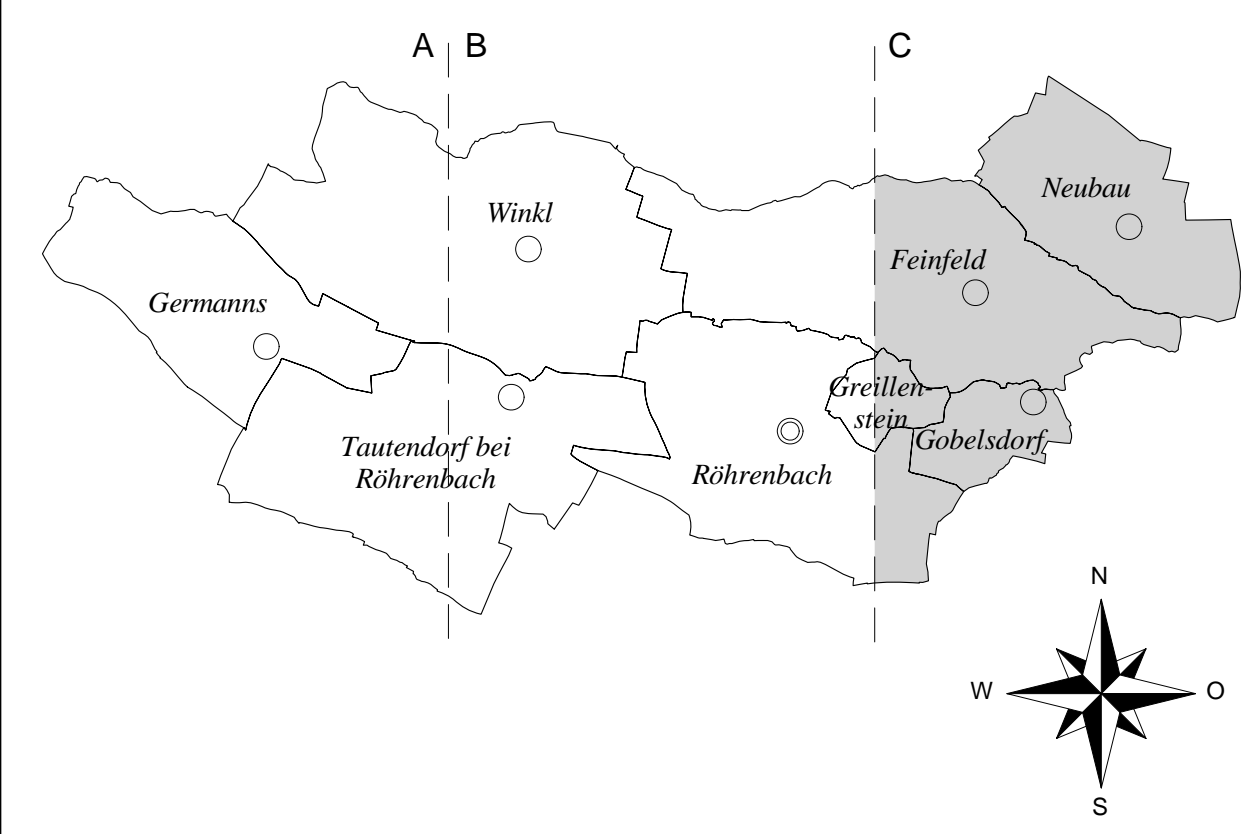 A B C
Neubau
Winkl
Feinfeld
Germanns
Greillen-
stein
Gobelsdorf
Tautendorf bei
Röhrenbach
Röhrenbach
N
W O
S